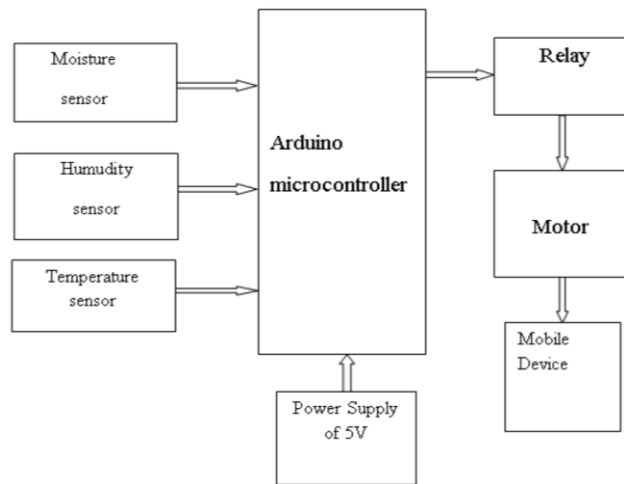 Moisture
sensor
Humudity
sensor
Temperature
sensor
Arduino
microcontroller
Power Supply
of 5V
Relay
Motor
Mobile
Device